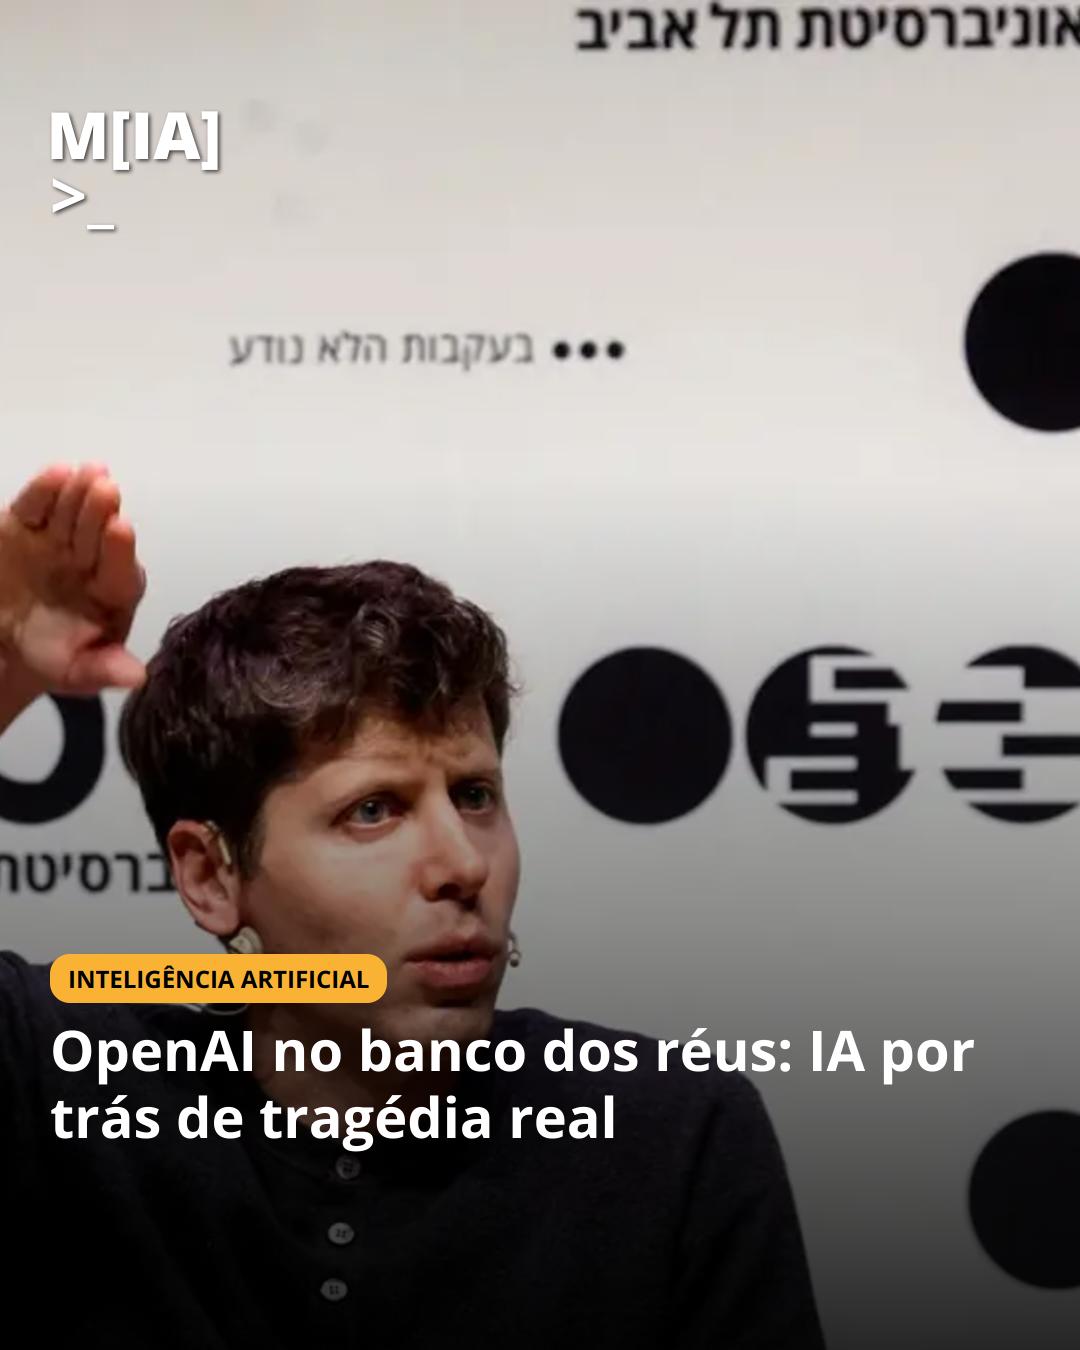 אוניברסיטת תל אביב
M[IA]
>_
בעקבות הלא נודע
INTELIGÊNCIA ARTIFICIAL
OpenAI no banco dos réus: IA por
trás de tragédia real